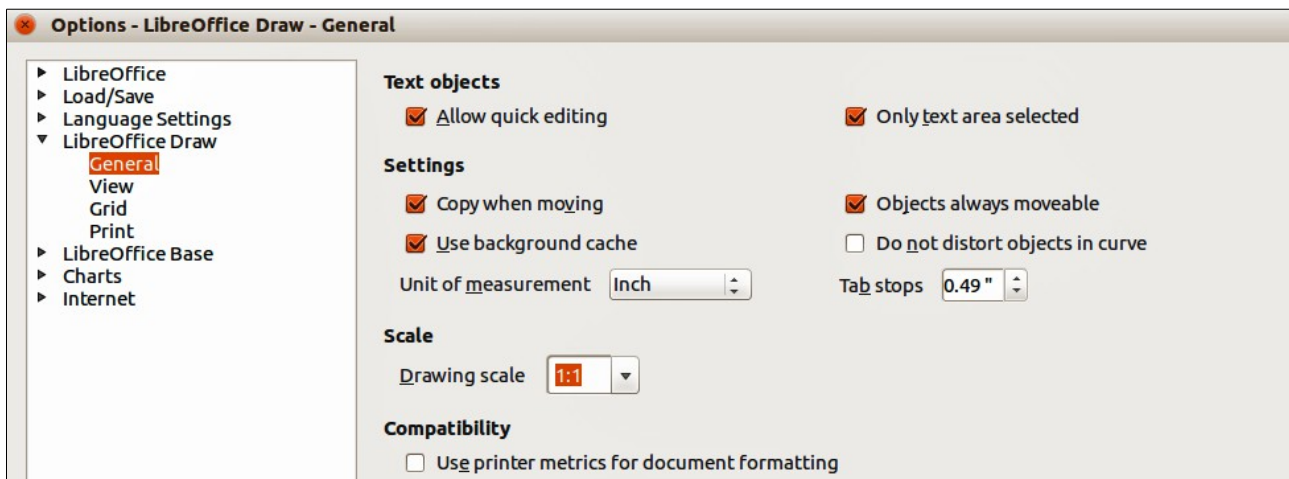 Options - LibreOffice Draw - General
LibreOffice
Load/Save
Language Settings
LibreOffice Draw
General
View
Grid
Print
LibreOffice Base
Charts
Internet
Text objects
Allow quick editing Only text area selected
Settings
Copy when moving Objects always moveable
Use background cache Do not distort objects in curve
Unit of measurement Inch Tab stops 0.49 "
Scale
Drawing scale 1:1
Compatibility
Use printer metrics for document formatting